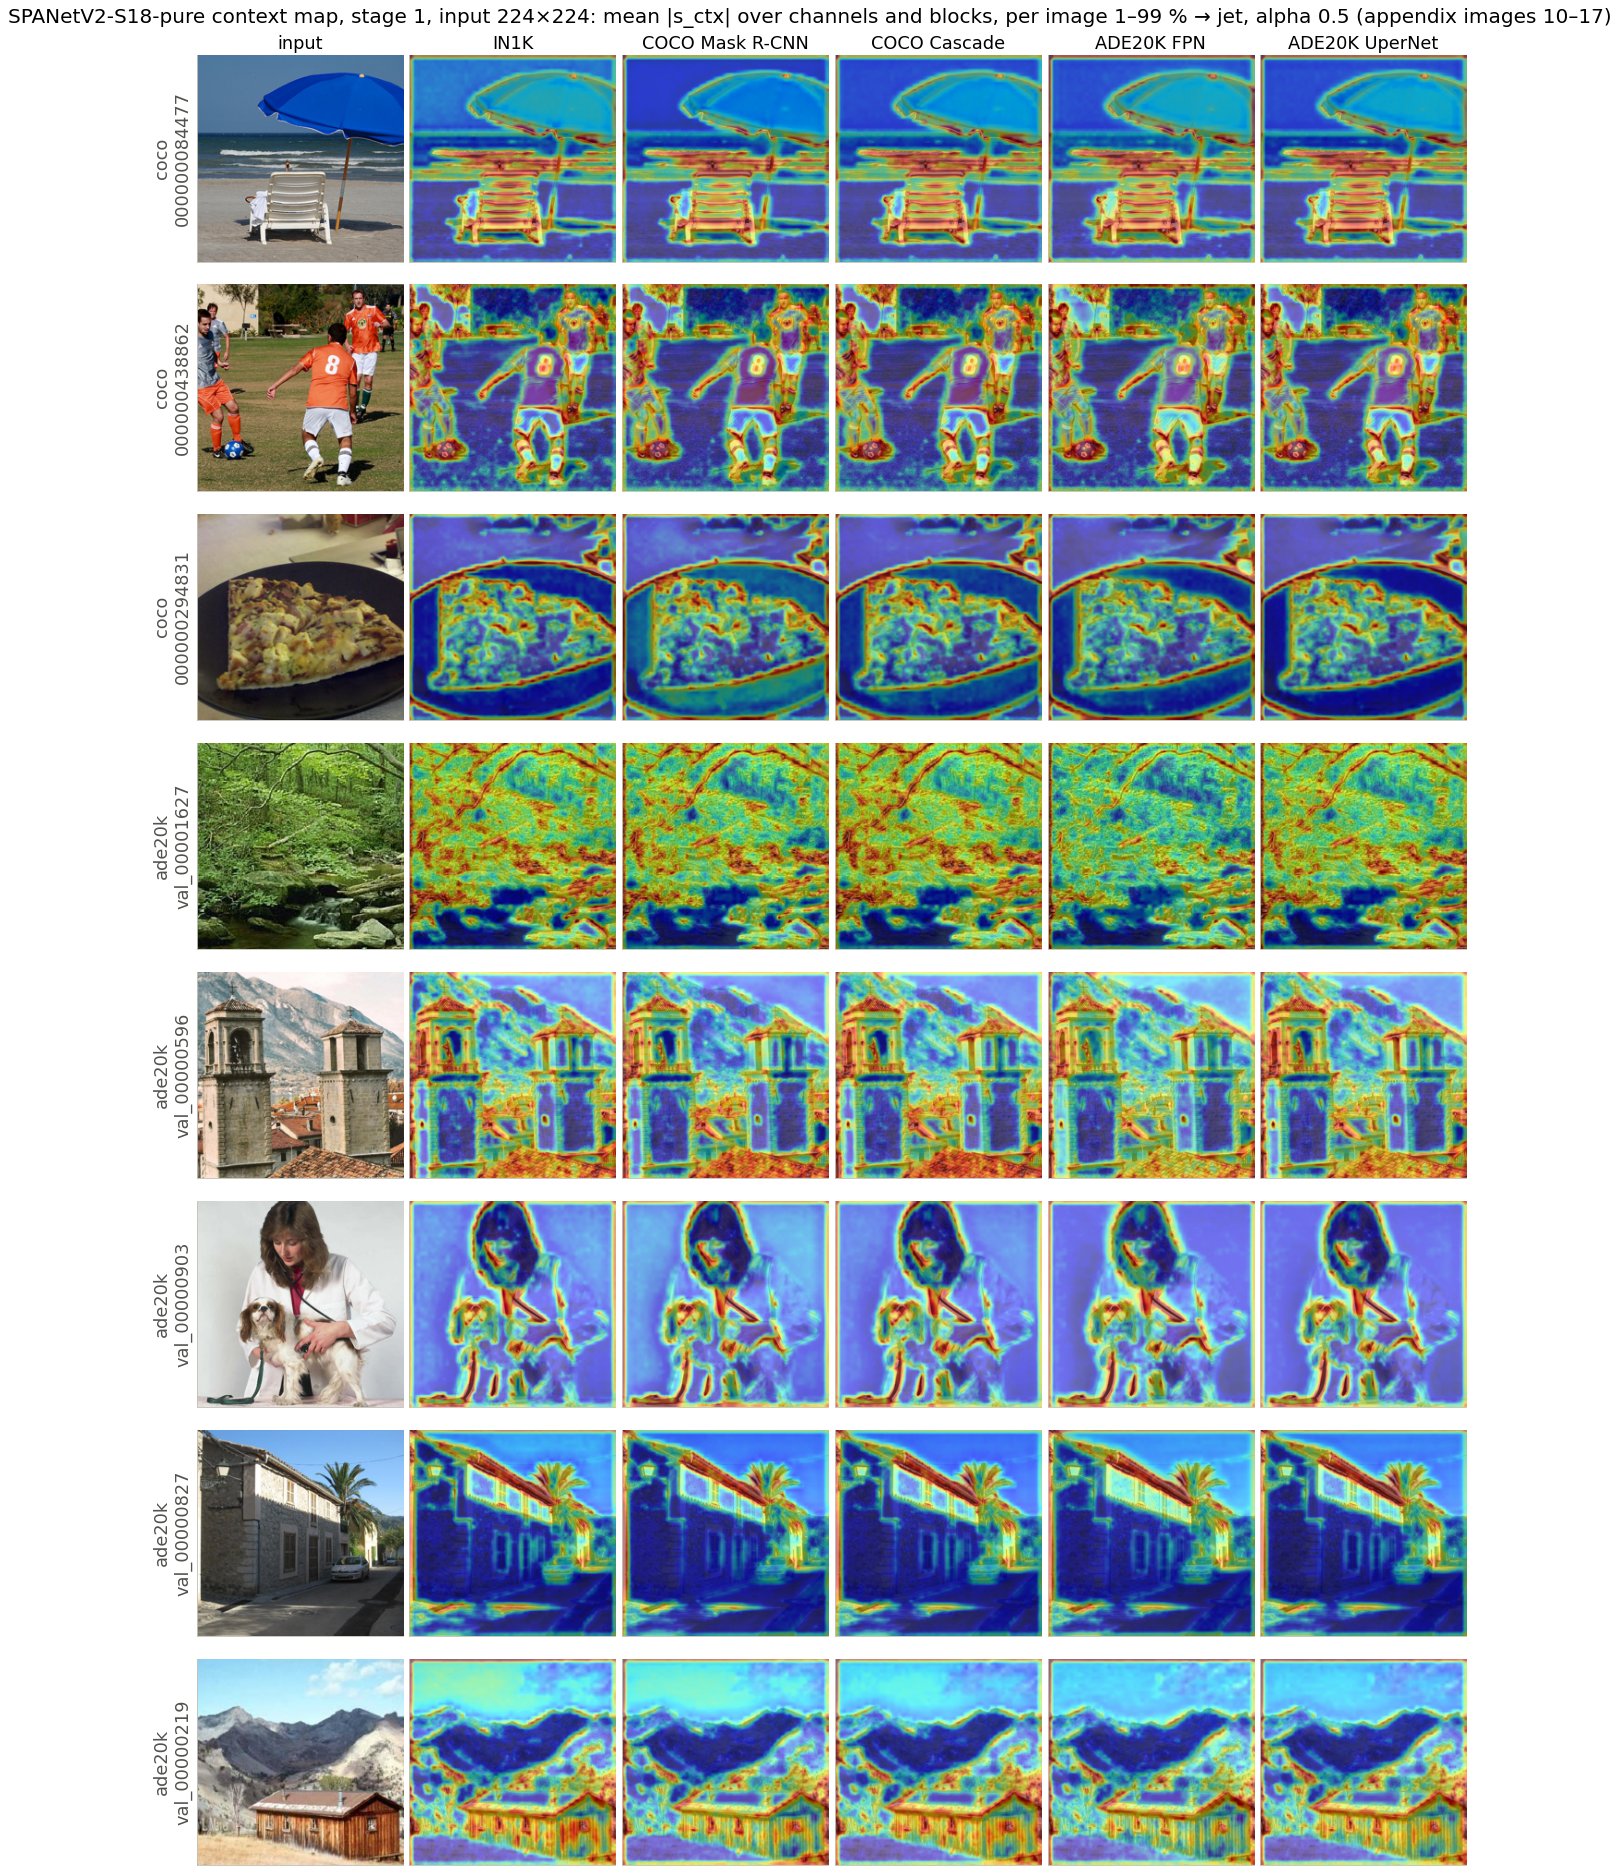 SPANetV2-S18-pure context map, stage 1, input 224×224: mean |s_ctx| over channels and blocks, per image 1–99 % → jet, alpha 0.5 (appendix images 10–17)
input IN1K COCO Mask R-CNN COCO Cascade ADE20K FPN ADE20K UperNet
coco
000000084477
coco
000000438862
8
coco
000000294831
ade20k
val_00001627
ade20k
val_00000596
ade20k
val_00000903
ade20k
val_00000827
ade20k
val_00000219